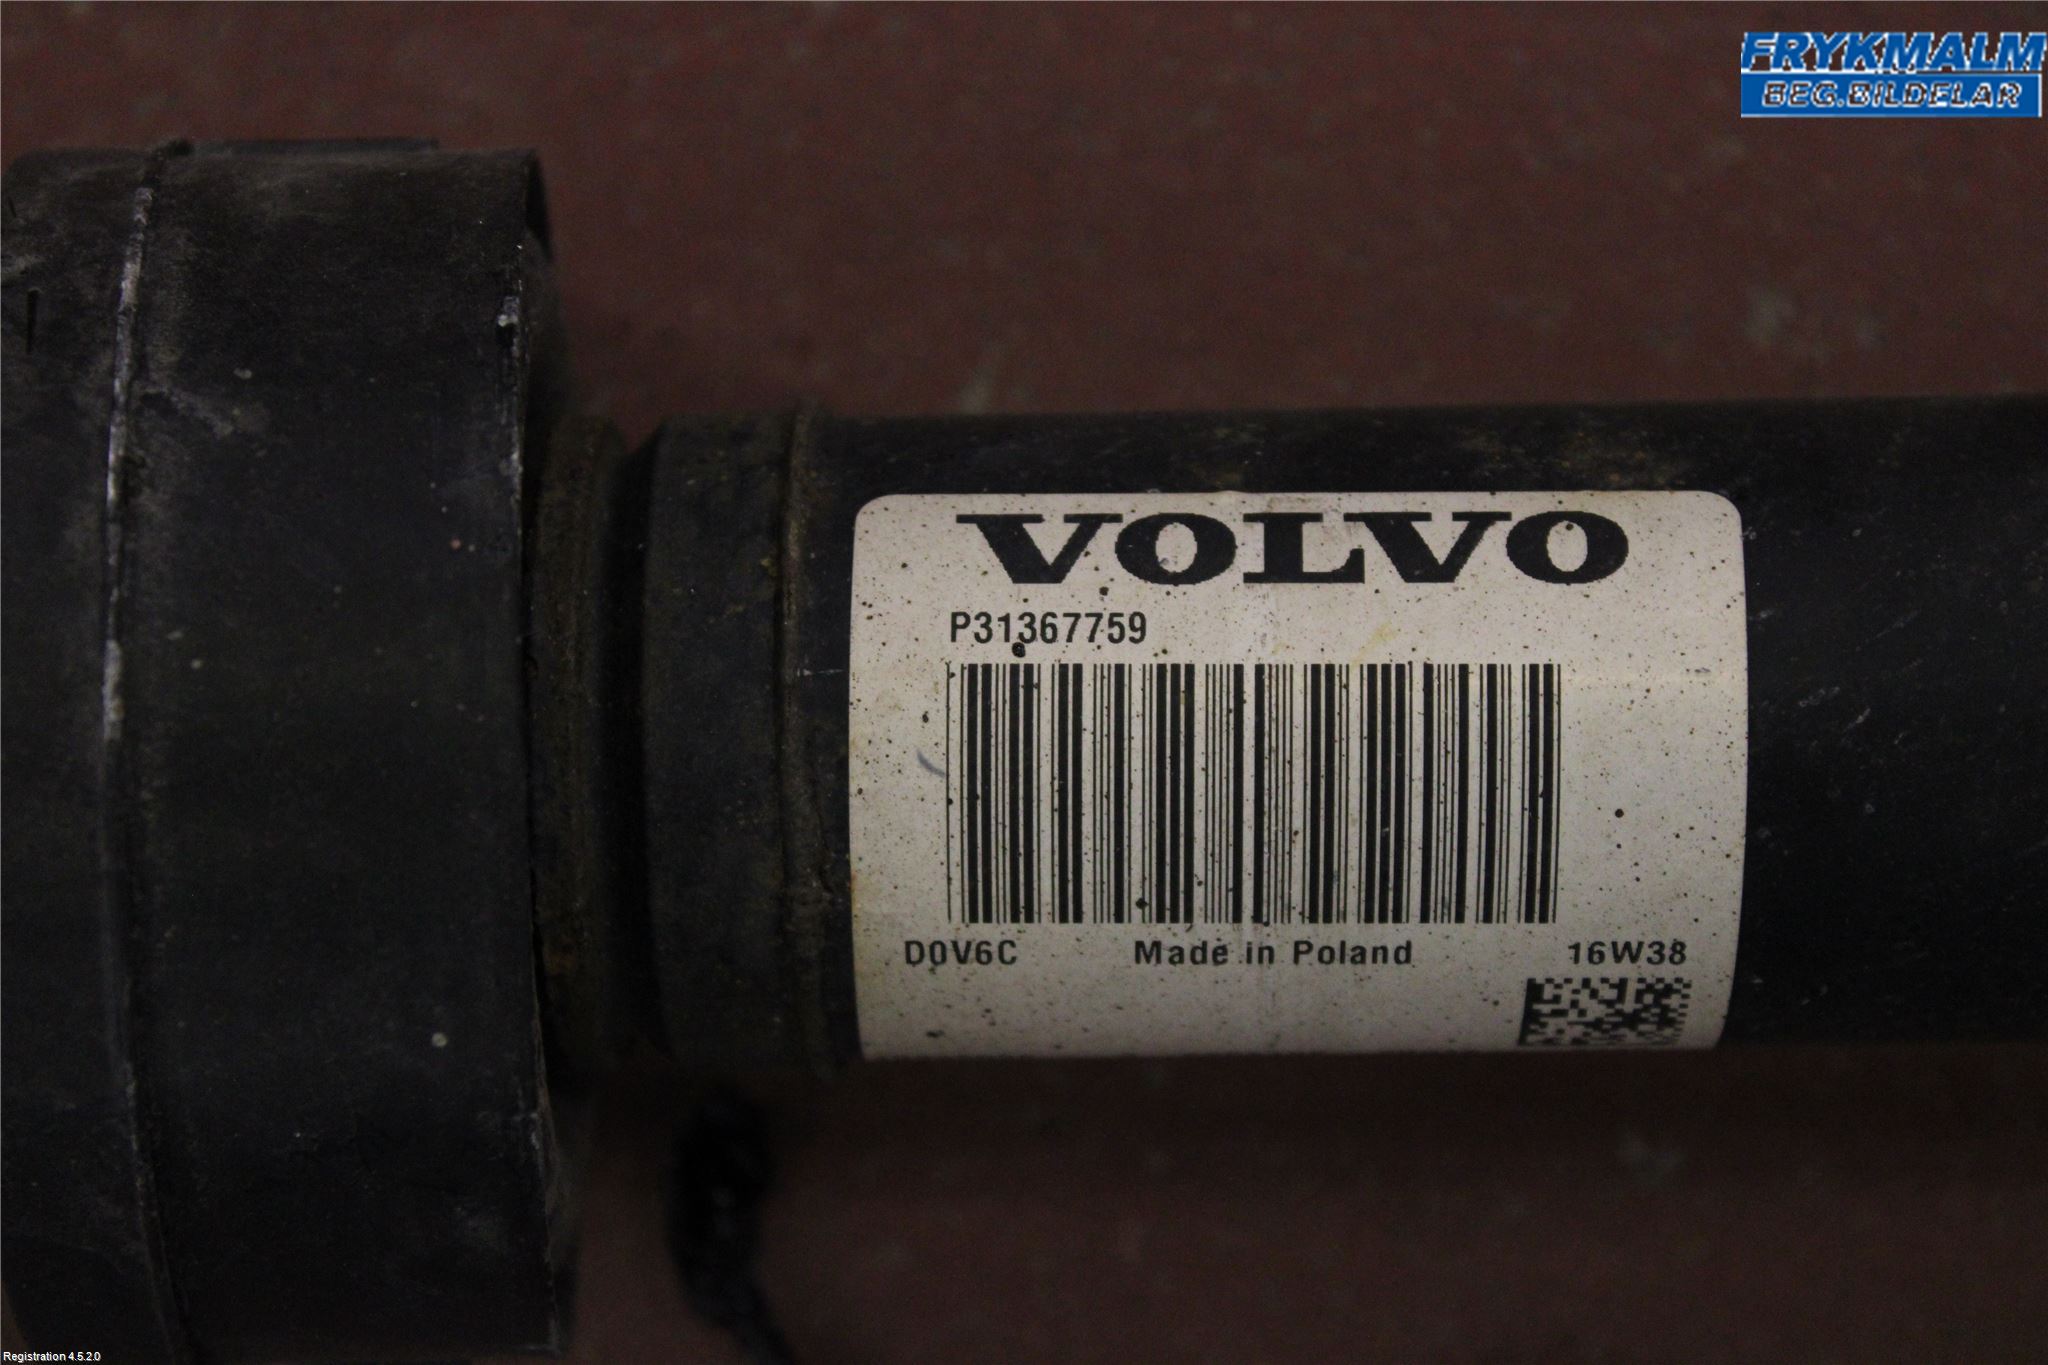 FRYKMALM
BEG.BILDELAR
VOLVO
P31367759
D0V6C Made in Poland 16W38
Registration 4.5.2.0